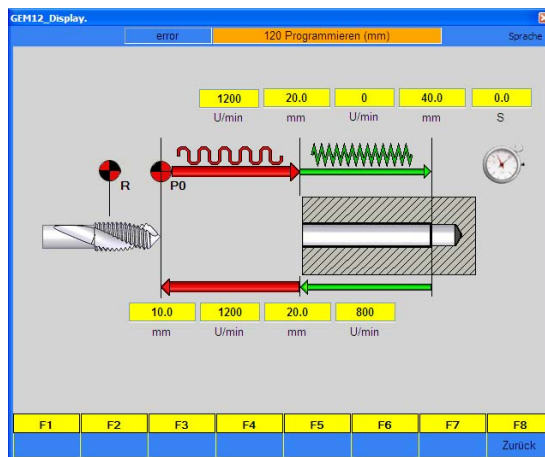 GEM12_Display.
error 120 Programmieren (mm) Sprache
1200 20.0 0 40.0 0.0
U/min mm U/min mm S
R P0
10.0 1200 20.0 800
mm U/min mm U/min
F1 F2 F3 F4 F5 F6 F7 F8
Zurück